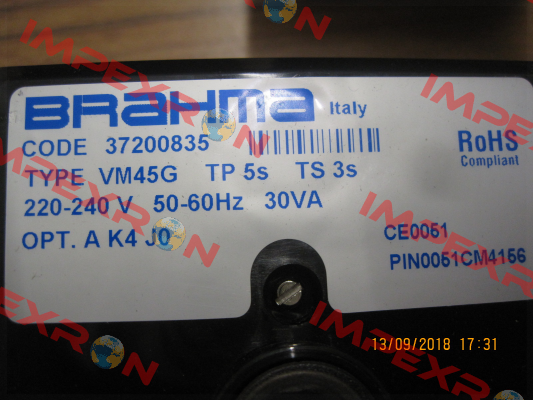 BRAHMA Italy
CODE 37200835
RoHS
Compliant
TYPE VM45G TP 5s TS 3s
220-240 V 50-60Hz 30VA
OPT. A K4 J0
CE0051
PIN0051CM4156
13/09/2018 17:31
IMPEXRON
IMPEXRON
IMPEXRON
IMPEXRON
IMPEXRON